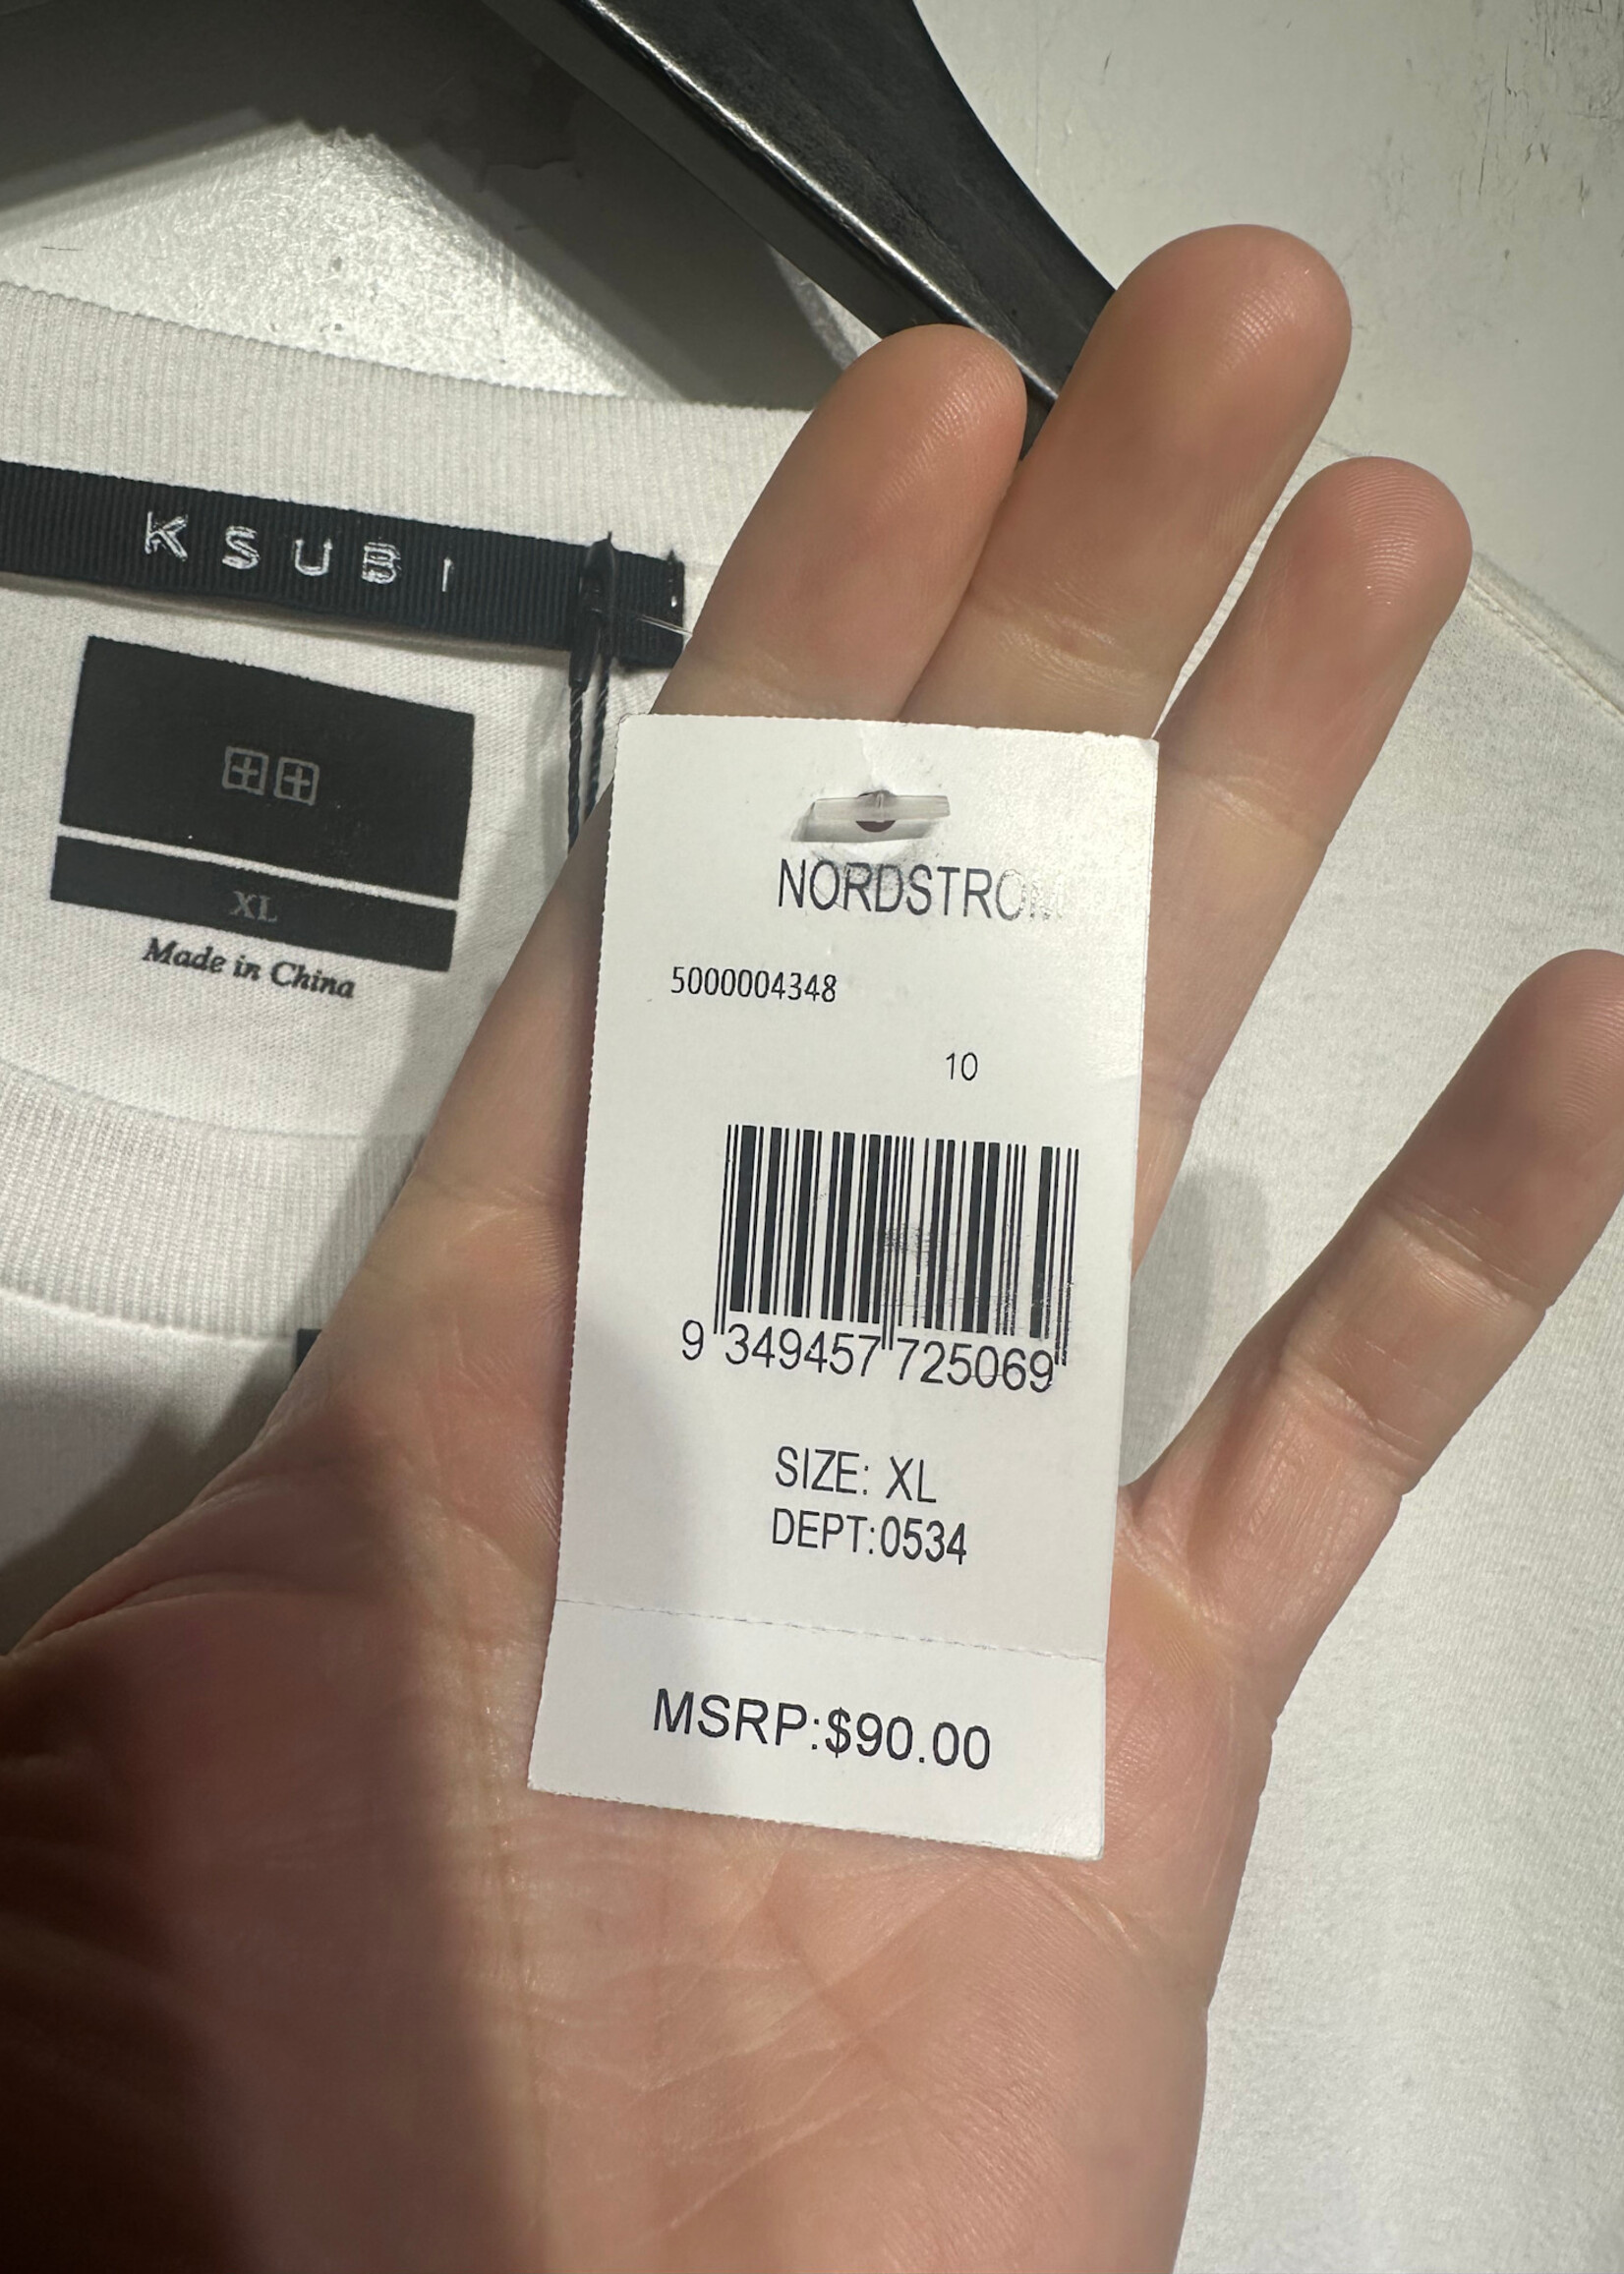 KSUBI
XL
Made in China
NORDSTROM
5000004348
10
9 349457 725069
SIZE: XL
DEPT:0534
MSRP:$90.00